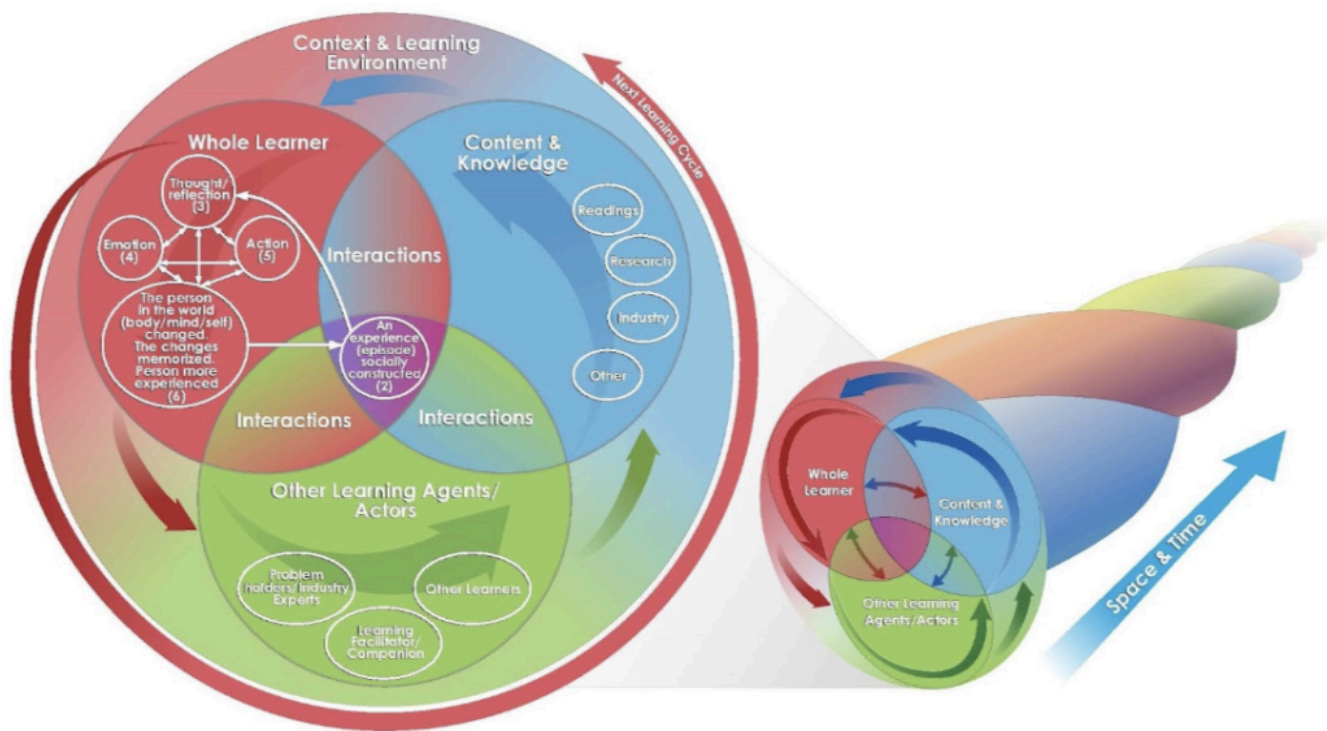 Context & Learning
Environment
Next Learning Cycle
Whole Learner
Thought/
reflection
(3)
Emotion
(4)
Action
(5)
The person
in the world
(body/mind/self)
changed.
The changes
memorized.
Person more
experienced
(6)
Content &
Knowledge
Readings
Research
Industry
Other
Interactions
An
experience
(episode)
socially
constructed
(2)
Interactions
Interactions
Other Learning Agents/
Actors
Problem
holders/Industry
Experts
Other Learners
Learning
Facilitator/
Companion
Whole
Learner
Content &
Knowledge
Other Learning
Agents/Actors
Space & Time